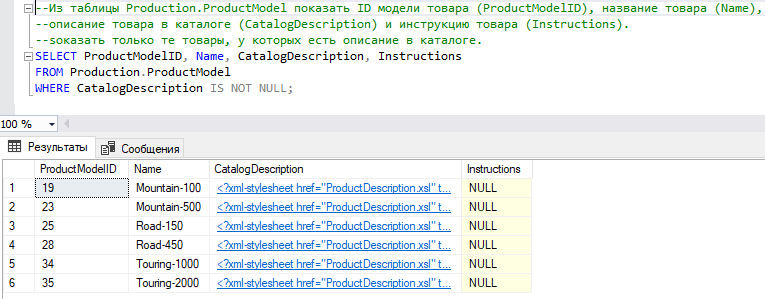 --Из таблицы Production.ProductModel показать ID модели товара (ProductModelID), название товара (Name),
--описание товара в каталоге (CatalogDescription) и инструкцию товара (Instructions).
--sоказать только те товары, у которых есть описание в каталоге.
SELECT ProductModelID, Name, CatalogDescription, Instructions
FROM Production.ProductModel
WHERE CatalogDescription IS NOT NULL;
100 %
Результаты Сообщения
ProductModelID Name CatalogDescription Instructions
1 19 Mountain-100 <?xml-stylesheet href="ProductDescription.xsl" t... NULL
2 23 Mountain-500 <?xml-stylesheet href="ProductDescription.xsl" t... NULL
3 25 Road-150 <?xml-stylesheet href="ProductDescription.xsl" t... NULL
4 28 Road-450 <?xml-stylesheet href="ProductDescription.xsl" t... NULL
5 34 Touring-1000 <?xml-stylesheet href="ProductDescription.xsl" t... NULL
6 35 Touring-2000 <?xml-stylesheet href="ProductDescription.xsl" t... NULL